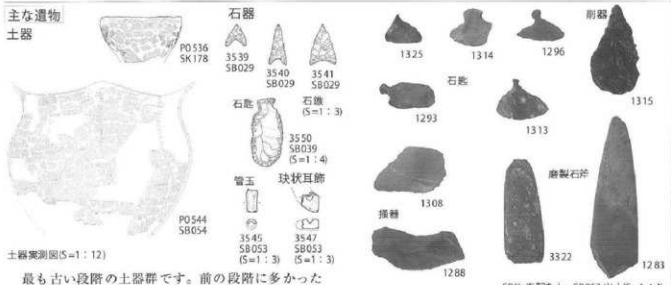 主な遺物
土器
PO536
SK178
PO544
SB054
土器実測図(S=1：12)
石器
3539
SB029
3540
SB029
3541
SB029
石錐
(S=1：3)
石匙
3550
SB039
(S=1：4)
管玉
玦状耳飾
3545
SB053
(S=1：3)
3547
SB053
(S=1：3)
1325
1314
1296
削器
1315
石匙
1293
1313
1308
磨製石斧
掻器
1288
3322
1283
最も古い段階の土器群です。前の段階に多かった